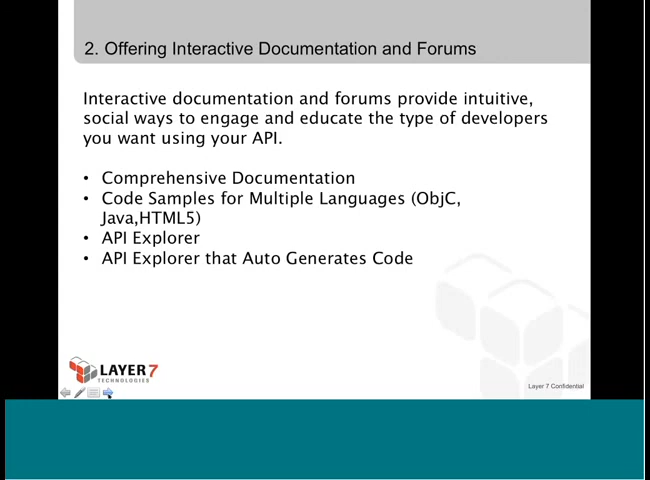 2. Offering Interactive Documentation and Forums
Interactive documentation and forums provide intuitive,
social ways to engage and educate the type of developers
you want using your API.
• Comprehensive Documentation
• Code Samples for Multiple Languages (ObjC,
Java,HTML5)
• API Explorer
• API Explorer that Auto Generates Code
LAYER 7
TECHNOLOGIES
Layer 7 Confidential